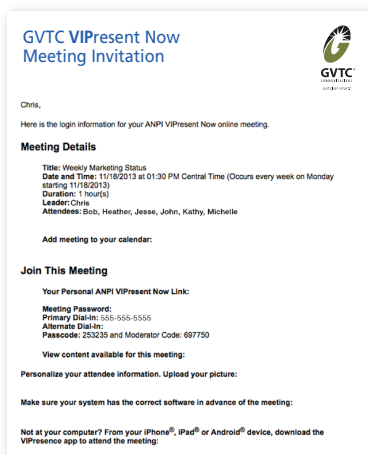 GVTC VIPresent Now
Meeting Invitation
GVTC®
Chris,
Here is the login information for your ANPI VIPresent Now online meeting.
Meeting Details
Title: Weekly Marketing Status
Date and Time: 11/18/2013 at 01:30 PM Central Time (Occurs every week on Monday
starting 11/18/2013)
Duration: 1 hour(s)
Leader: Chris
Attendees: Bob, Heather, Jesse, John, Kathy, Michelle
Add meeting to your calendar:
Join This Meeting
Your Personal ANPI VIPresent Now Link:
Meeting Password:
Primary Dial-In: 555-555-5555
Alternate Dial-In:
Passcode: 253235 and Moderator Code: 697750
View content available for this meeting:
Personalize your attendee information. Upload your picture:
Make sure your system has the correct software in advance of the meeting:
Not at your computer? From your iPhone®, iPad® or Android® device, download the
VIPresence app to attend the meeting: